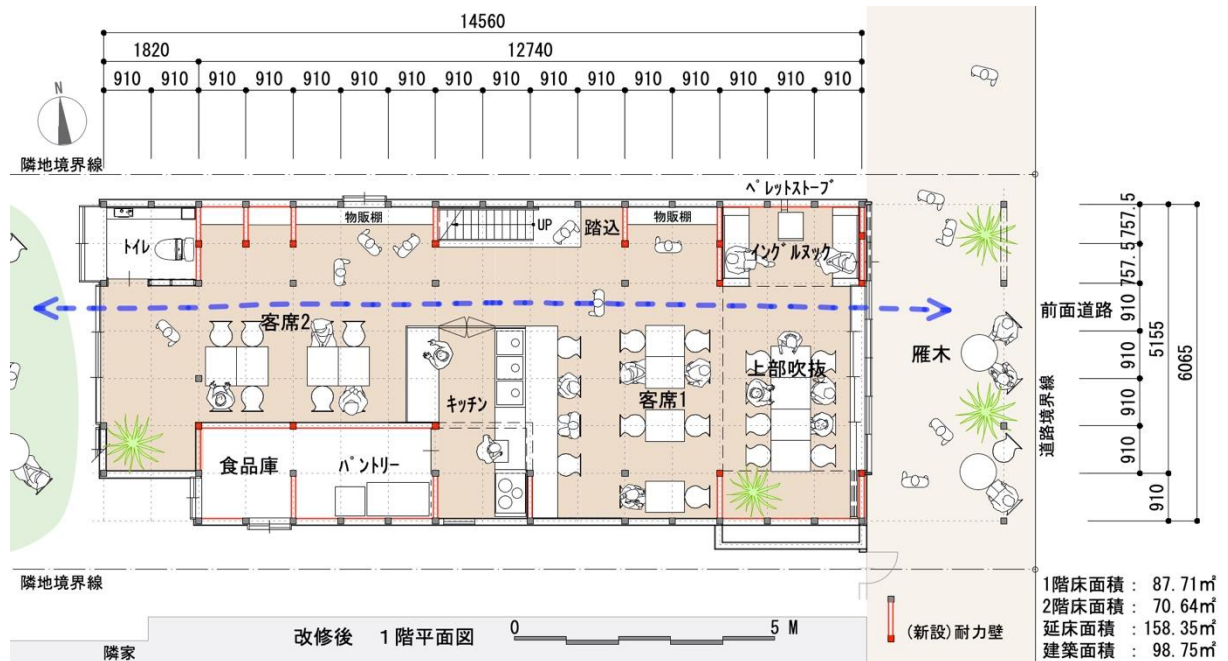 14560
1820 12740
910 910 910 910 910 910 910 910 910 910 910 910 910 910 910 910
N
隣地境界線
ペレットストーブ
トイレ
物販棚
UP
踏込
物販棚
イングルヌック
757.5
757.5
910
910
910
910
910
5155
6065
前面道路
雁木
道路境界線
客席2
上部吹抜
客席1
キッチン
食品庫
パントリー
隣地境界線
隣家
改修後 1階平面図
0 5 M
(新設)耐力壁
1階床面積 : 87.71㎡
2階床面積 : 70.64㎡
延床面積 : 158.35㎡
建築面積 : 98.75㎡